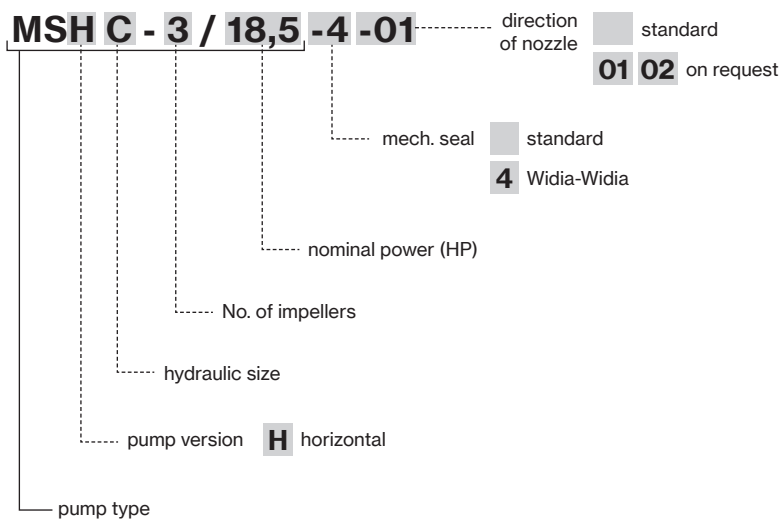 MSH C - 3 / 18,5 -4 -01
direction
of nozzle
standard
01 02 on request
mech. seal
standard
4 Widia-Widia
nominal power (HP)
No. of impellers
hydraulic size
pump version H horizontal
pump type